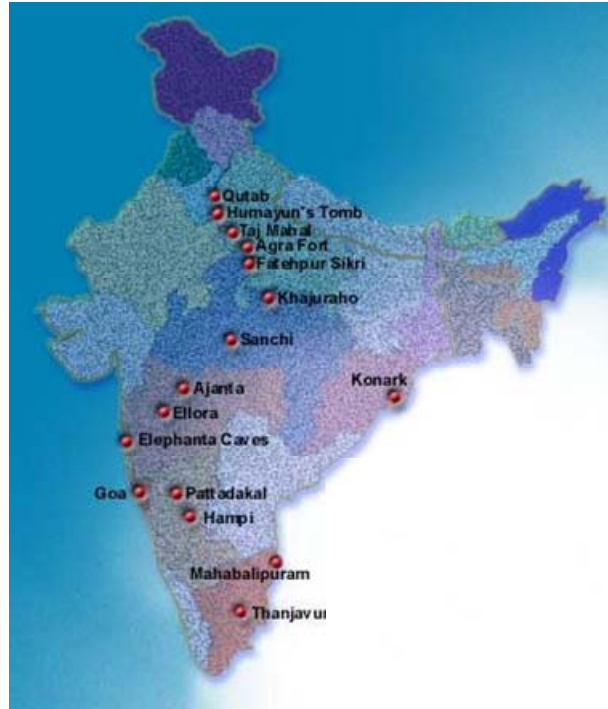 Qutab
Humayun's Tomb
Taj Mahal
Agra Fort
Fatehpur Sikri
Khajuraho
Sanchi
Konark
Ajanta
Ellora
Elephanta Caves
Goa
Pattadakal
Hampi
Mahabalipuram
Thanjavur